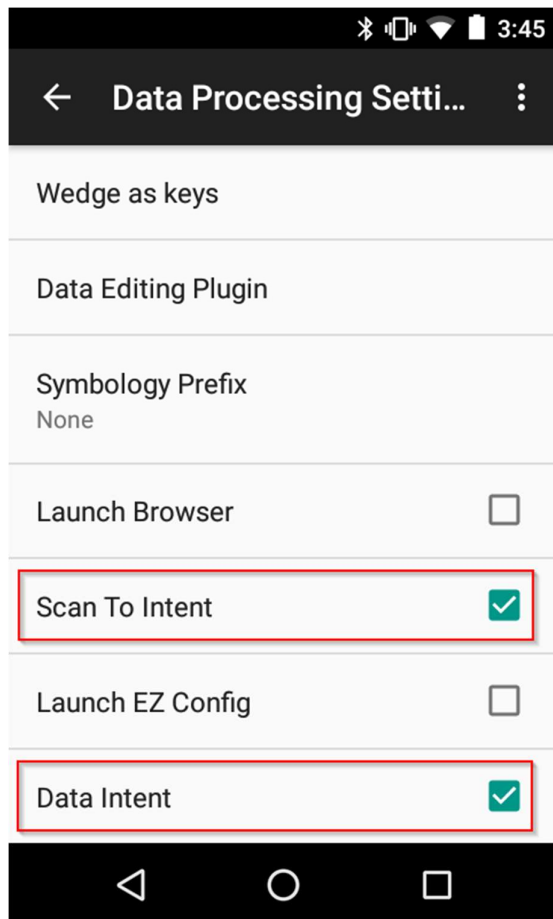 3:45
Data Processing Setti...
Wedge as keys
Data Editing Plugin
Symbology Prefix
None
Launch Browser
Scan To Intent
Launch EZ Config
Data Intent